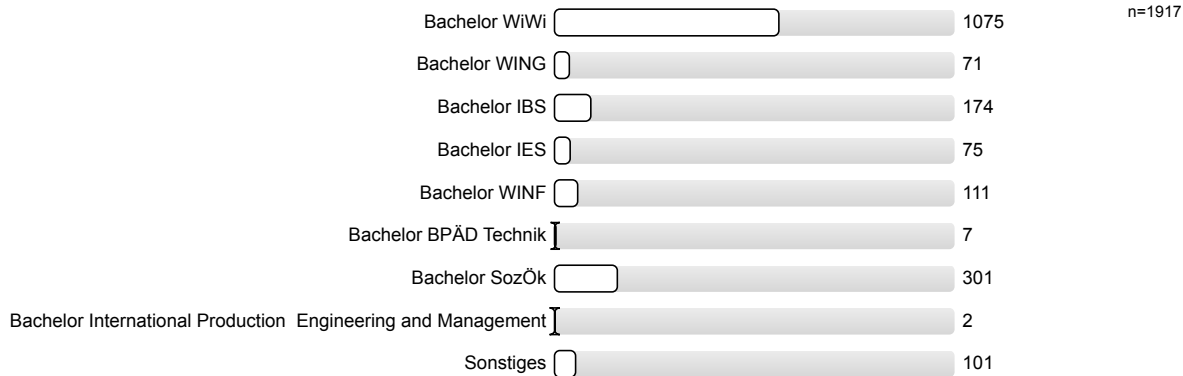 n=1917
Bachelor WiWi 1075
Bachelor WING 71
Bachelor IBS 174
Bachelor IES 75
Bachelor WINF 111
Bachelor BPÄD Technik 7
Bachelor SozÖk 301
Bachelor International Production  Engineering and Management 2
Sonstiges 101